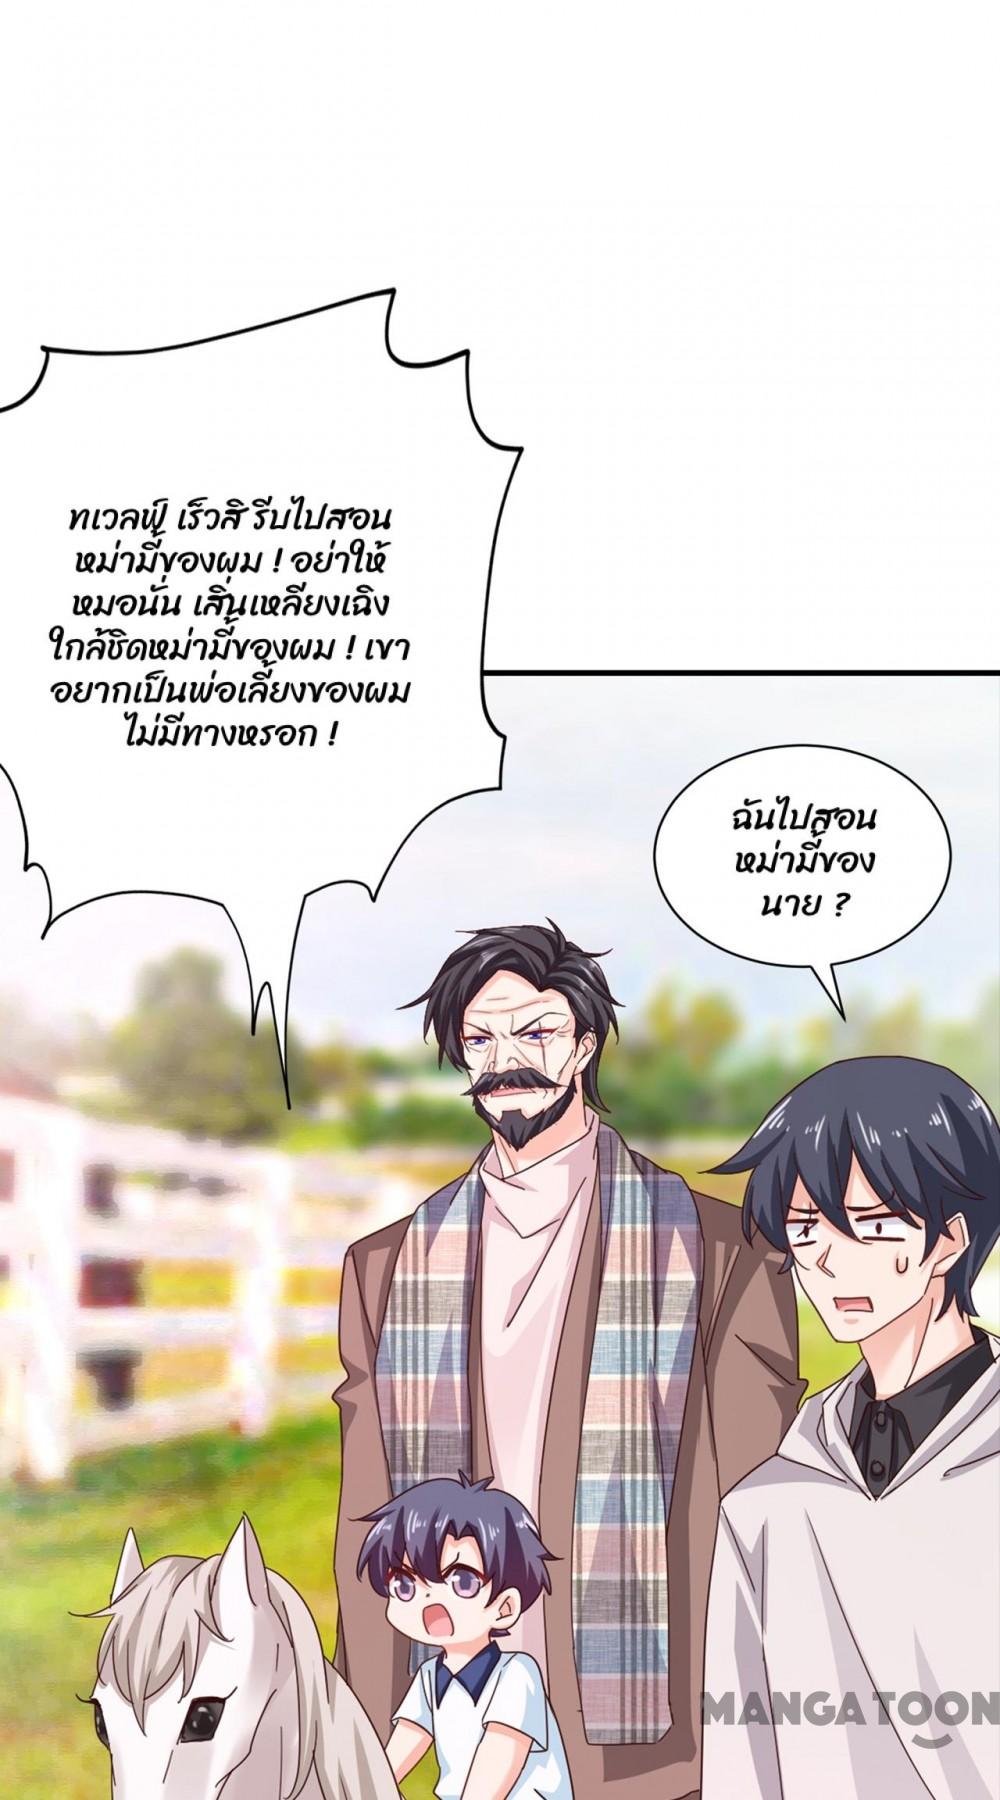 ทเวลฟ์ เร็วสิ รีบไปสอน
หม่ามี้ของผม ! อย่าให้
หมอนั่น เสิ่นเหลียงเฉิง
ใกล้ชิดหม่ามี้ของผม ! เขา
อยากเป็นพ่อเลี้ยงของผม
ไม่มีทางหรอก !
ฉันไปสอน
หม่ามี้ของ
นาย ?
MANGATOON